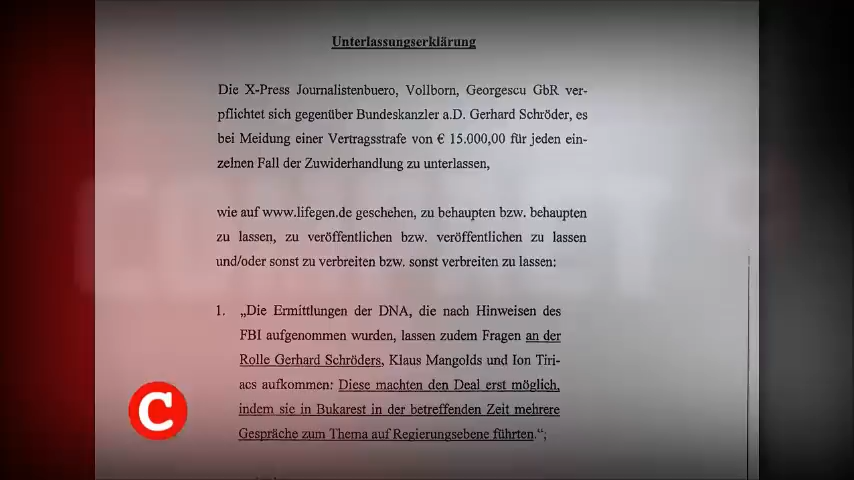 Unterlassungserklärung
Die X-Press Journalistenbuero, Vollborn, Georgescu GbR ver-
pflichtet sich gegenüber Bundeskanzler a.D. Gerhard Schröder, es
bei Meidung einer Vertragsstrafe von € 15.000,00 für jeden ein-
zelnen Fall der Zuwiderhandlung zu unterlassen,
wie auf www.lifegen.de geschehen, zu behaupten bzw. behaupten
zu lassen, zu veröffentlichen bzw. veröffentlichen zu lassen
und/oder sonst zu verbreiten bzw. sonst verbreiten zu lassen:
1. „Die Ermittlungen der DNA, die nach Hinweisen des
FBI aufgenommen wurden, lassen zudem Fragen an der
Rolle Gerhard Schröders, Klaus Mangolds und Ion Tiri-
acs aufkommen: Diese machten den Deal erst möglich,
indem sie in Bukarest in der betreffenden Zeit mehrere
Gespräche zum Thema auf Regierungsebene führten.“;
C